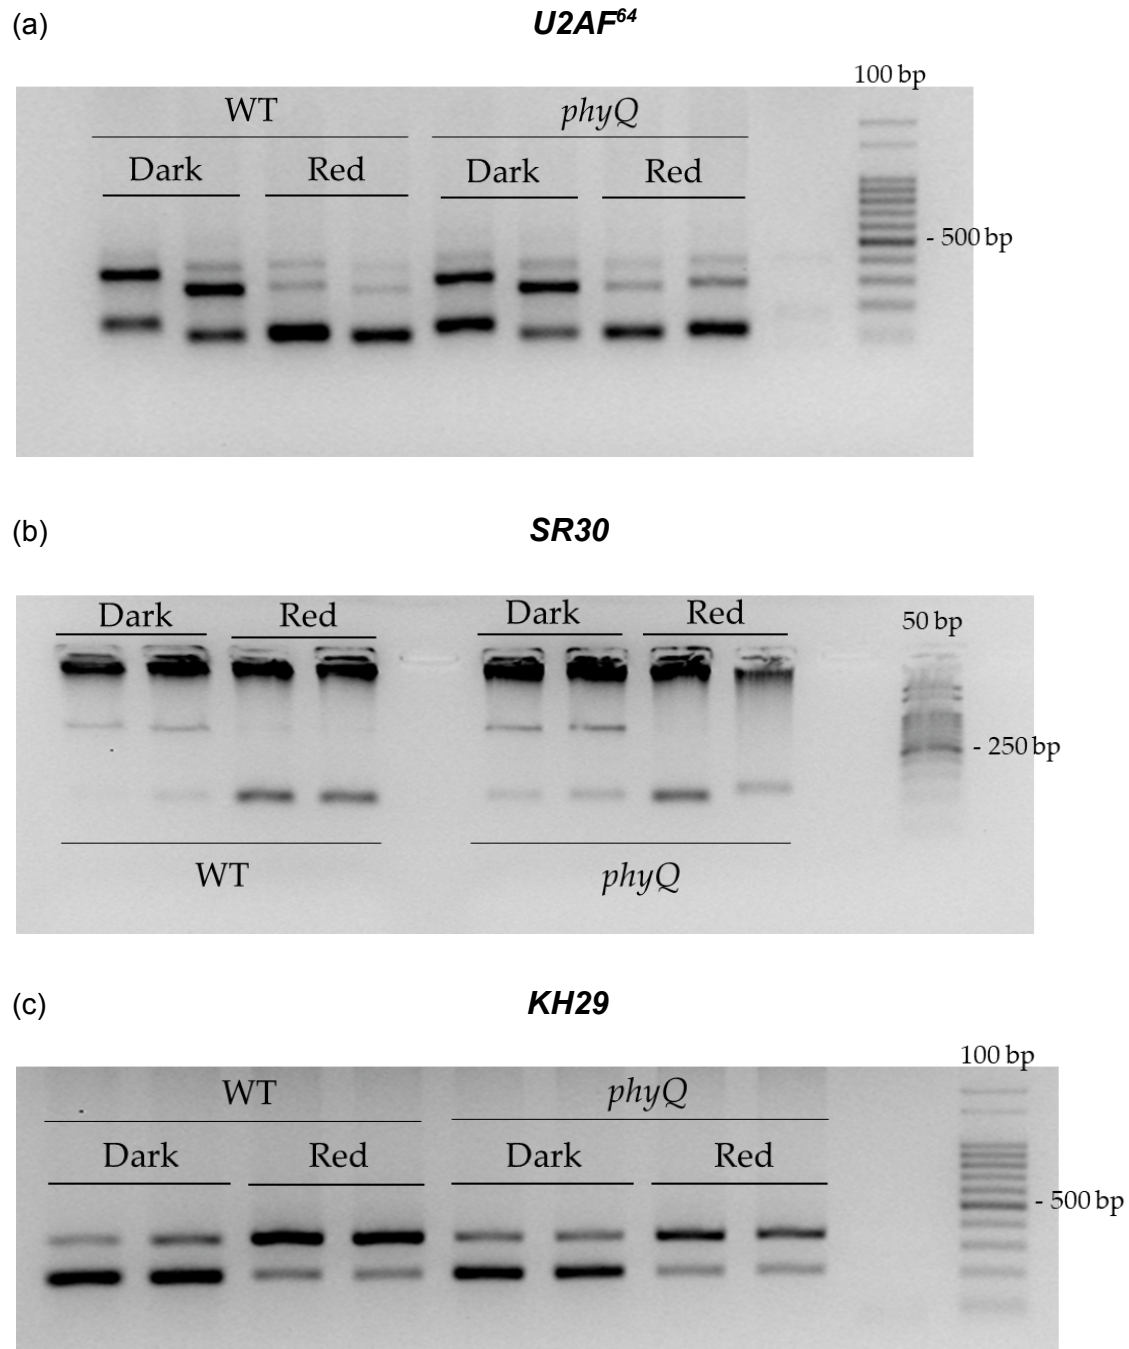 (a) U2AF64
100 bp
WT phyQ
Dark Red Dark Red
- 500 bp
(b) SR30
Dark Red Dark Red 50 bp
- 250 bp
WT phyQ
(c) KH29
100 bp
WT phyQ
Dark Red Dark Red
- 500 bp